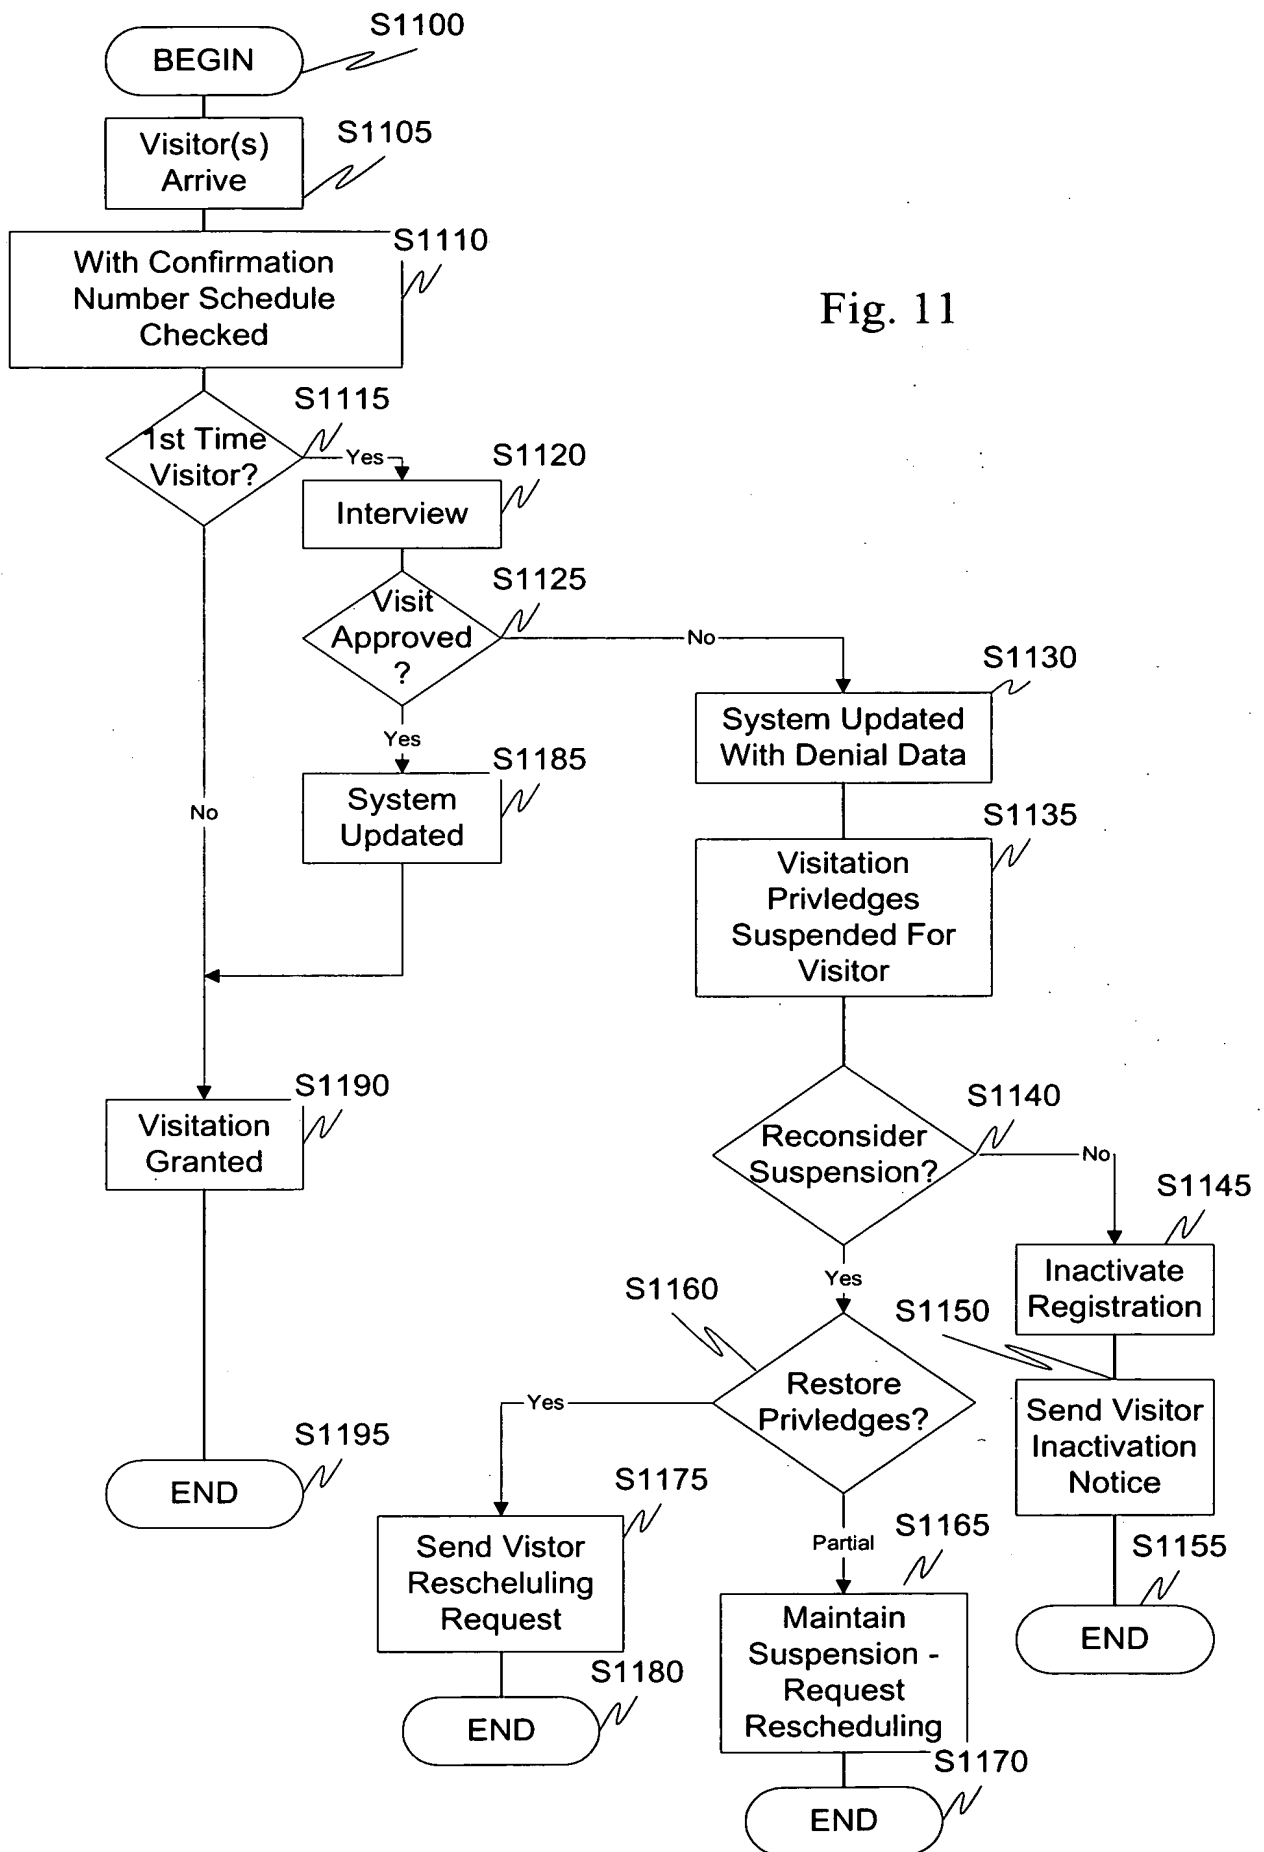 BEGIN
S1100
Visitor(s)
Arrive
S1105
With Confirmation
Number Schedule
Checked
S1110
Fig. 11
1st Time
Visitor?
S1115
Yes
Interview
S1120
Visit
Approved
?
S1125
No
Yes
System Updated
With Denial Data
S1130
System
Updated
S1185
No
Visitation
Privledges
Suspended For
Visitor
S1135
Visitation
Granted
S1190
Reconsider
Suspension?
S1140
No
Yes
Inactivate
Registration
S1145
S1160
S1150
Restore
Privledges?
Yes
Send Visitor
Inactivation
Notice
END
S1195
Send Vistor
Rescheluling
Request
S1175
Partial
S1165
S1155
Maintain
Suspension -
Request
Rescheduling
END
END
S1180
S1170
END